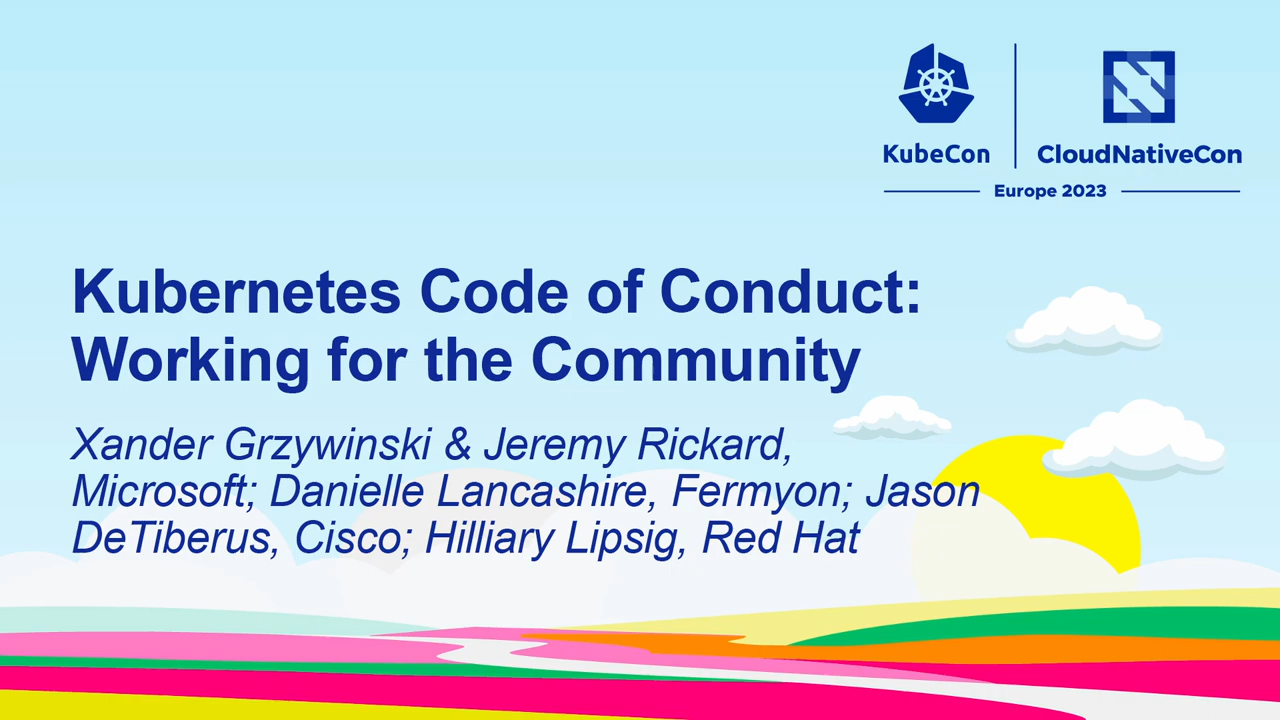 KubeCon
CloudNativeCon
Europe 2023
Kubernetes Code of Conduct:
Working for the Community
Xander Grzywinski & Jeremy Rickard,
Microsoft; Danielle Lancashire, Fermyon; Jason
DeTiberus, Cisco; Hilliary Lipsig, Red Hat